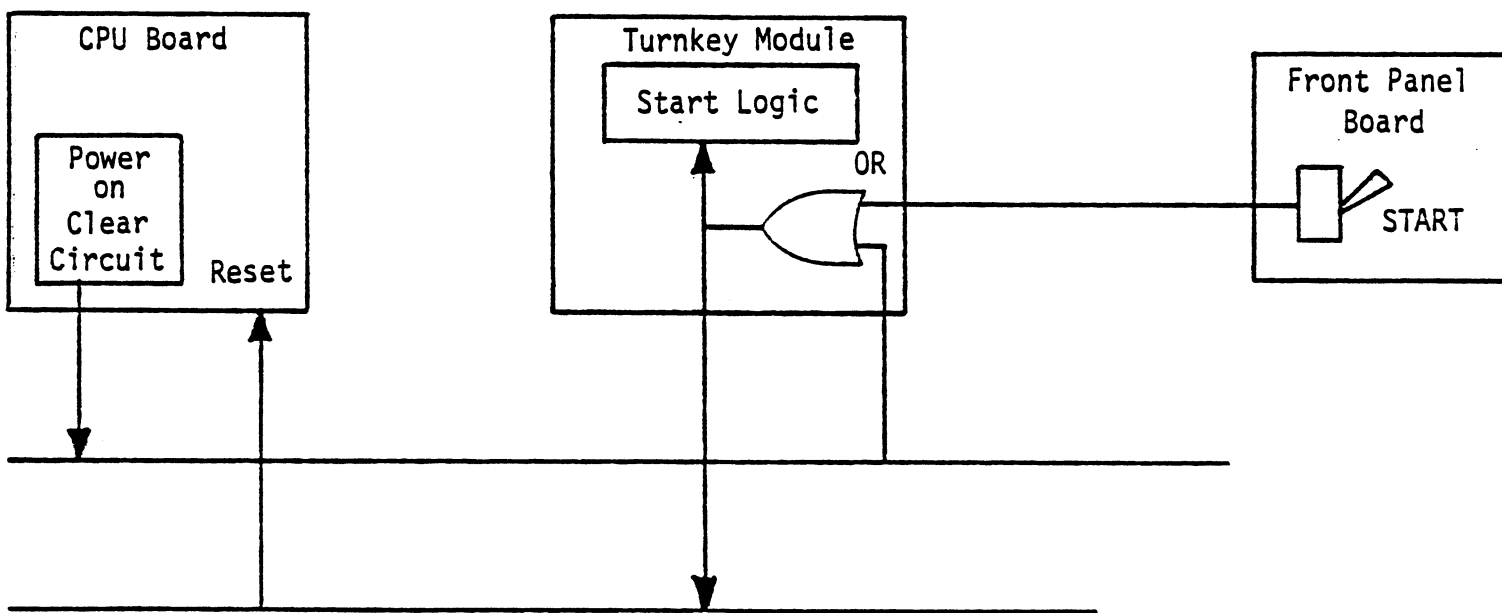 CPU Board
Power
on
Clear
Circuit
Reset
Turnkey Module
Start Logic
OR
Front Panel
Board
START